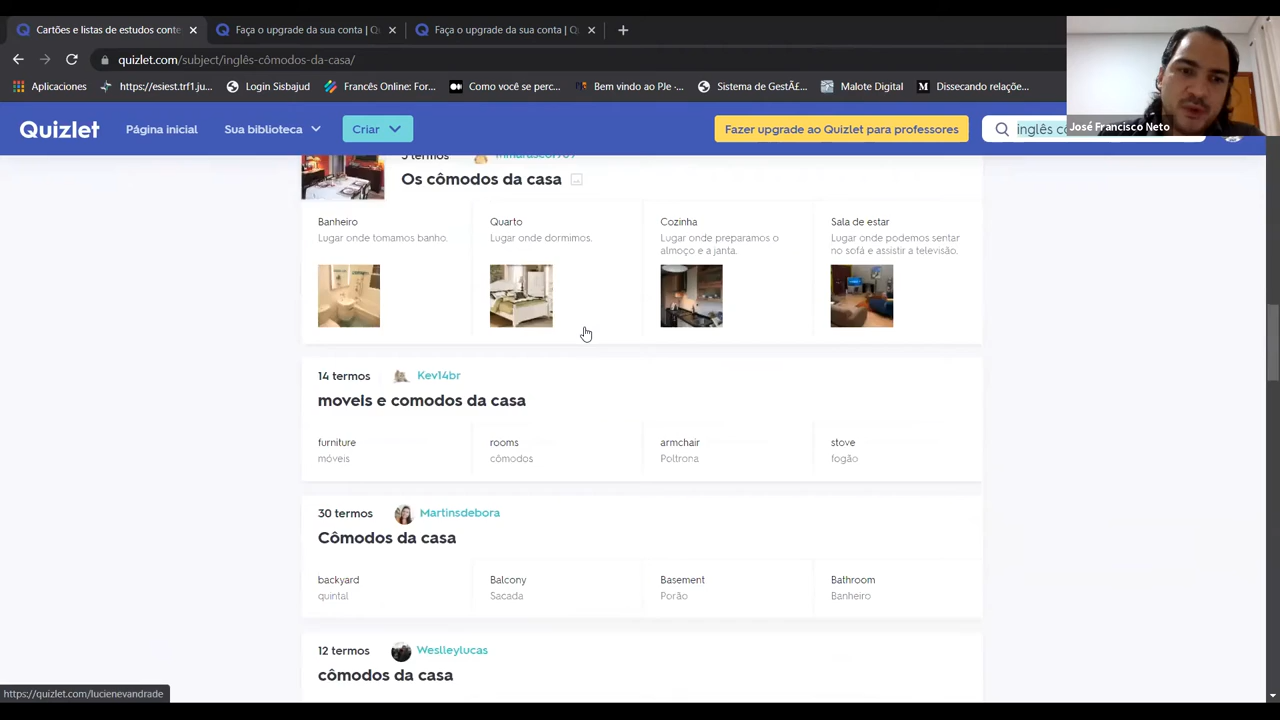 Cartões e listas de estudos conte
Faça o upgrade da sua conta | Q
Faça o upgrade da sua conta | Q
quizlet.com/subject/inglês-cômodos-da-casa/
Aplicaciones
https://esiest.trf1.ju...
Login Sisbajud
Francês Online: For...
Como você se perc...
Bem vindo ao PJe ·...
Sistema de GestÃ£...
Malote Digital
Dissecando relaçõe...
José Francisco Neto
Quizlet
Página inicial
Sua biblioteca
Criar
Fazer upgrade ao Quizlet para professores
inglês
5 termos
Os cômodos da casa
Banheiro
Lugar onde tomamos banho.
Quarto
Lugar onde dormimos.
Cozinha
Lugar onde preparamos o
almoço e a janta.
Sala de estar
Lugar onde podemos sentar
no sofá e assistir a televisão.
14 termos
Kev14br
moveis e comodos da casa
furniture
móveis
rooms
cômodos
armchair
Poltrona
stove
fogão
30 termos
Martinsdebora
Cômodos da casa
backyard
quintal
Balcony
Sacada
Basement
Porão
Bathroom
Banheiro
12 termos
Weslleylucas
cômodos da casa
https://quizlet.com/lucienevandrade